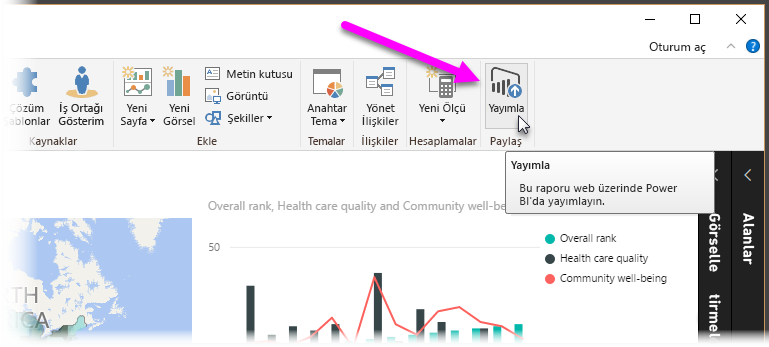 Oturum aç
Çözüm
Şablonlar
İş Ortağı
Gösterim
Kaynaklar
Yeni
Sayfa
Yeni
Görsel
Metin kutusu
Görüntü
Şekiller
Ekle
Anahtar
Tema
Temalar
Yönet
İlişkiler
İlişkiler
Yeni Ölçü
Hesaplamalar
Yayımla
Paylaş
Yayımla
Bu raporu web üzerinde Power
BI'da yayımlayın.
Overall rank, Health care quality and Community well-be
50
Overall rank
Health care quality
Community well-being
Görselle
tirmel
Alanlar
TH
ICA